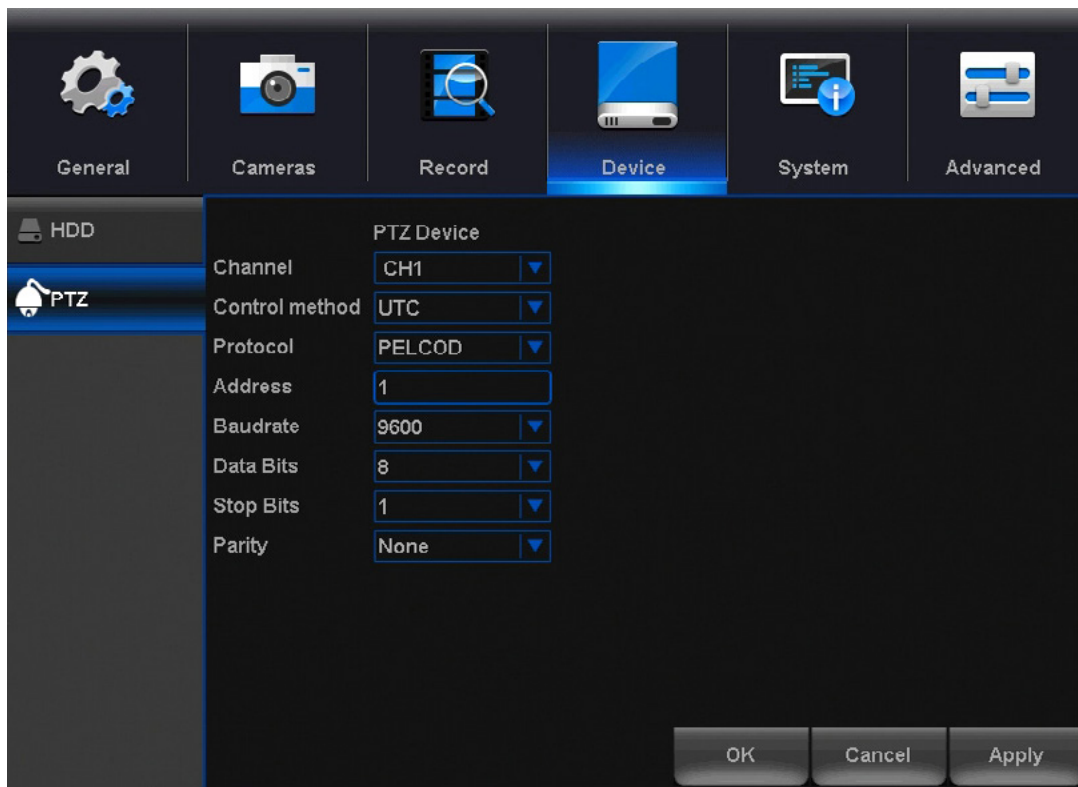 General Cameras Record Device System Advanced
HDD
PTZ Device
Channel CH1
PTZ
Control method UTC
Protocol PELCOD
Address 1
Baudrate 9600
Data Bits 8
Stop Bits 1
Parity None
OK Cancel Apply